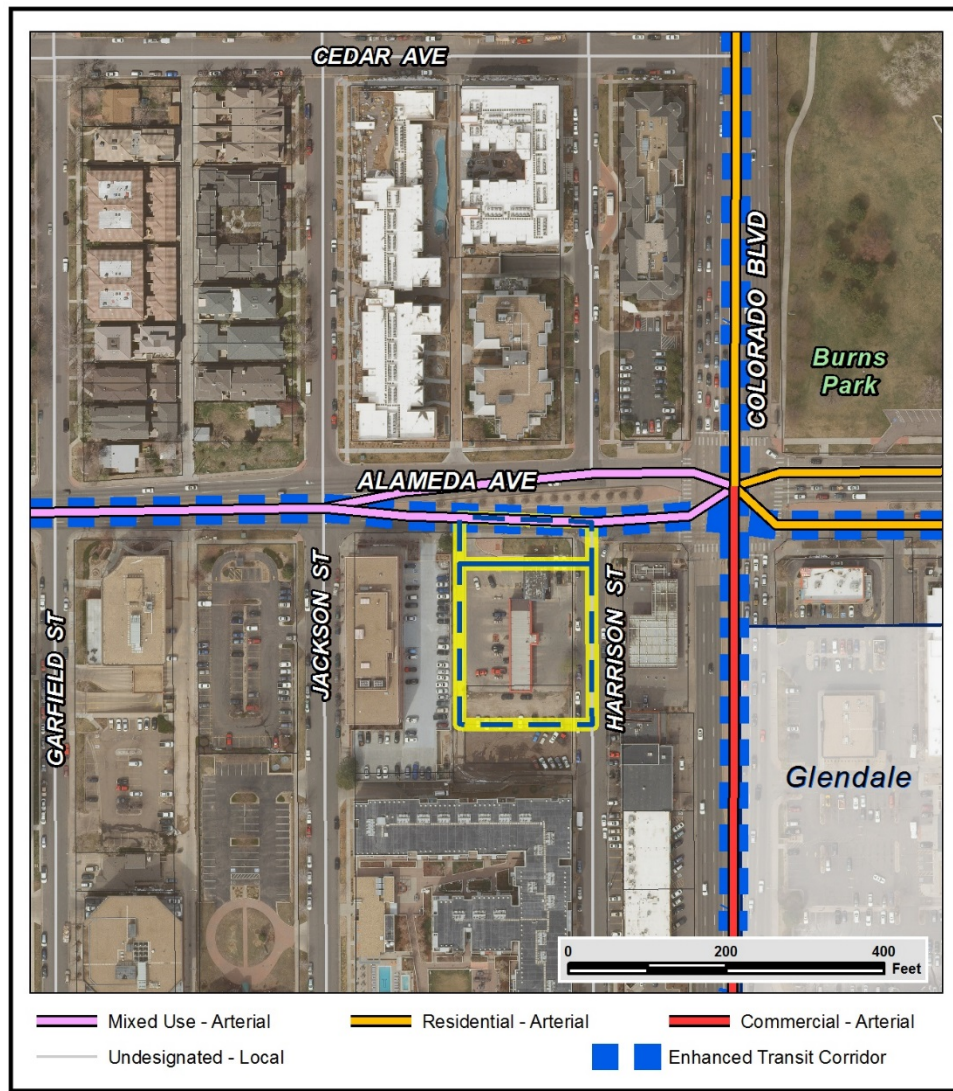 CEDAR AVE
COLORADO BLVD
Burns
Park
ALAMEDA AVE
GARFIELD ST
JACKSON ST
HARRISON ST
Glendale
0 200 400
Feet
Mixed Use - Arterial
Residential - Arterial
Commercial - Arterial
Undesignated - Local
Enhanced Transit Corridor